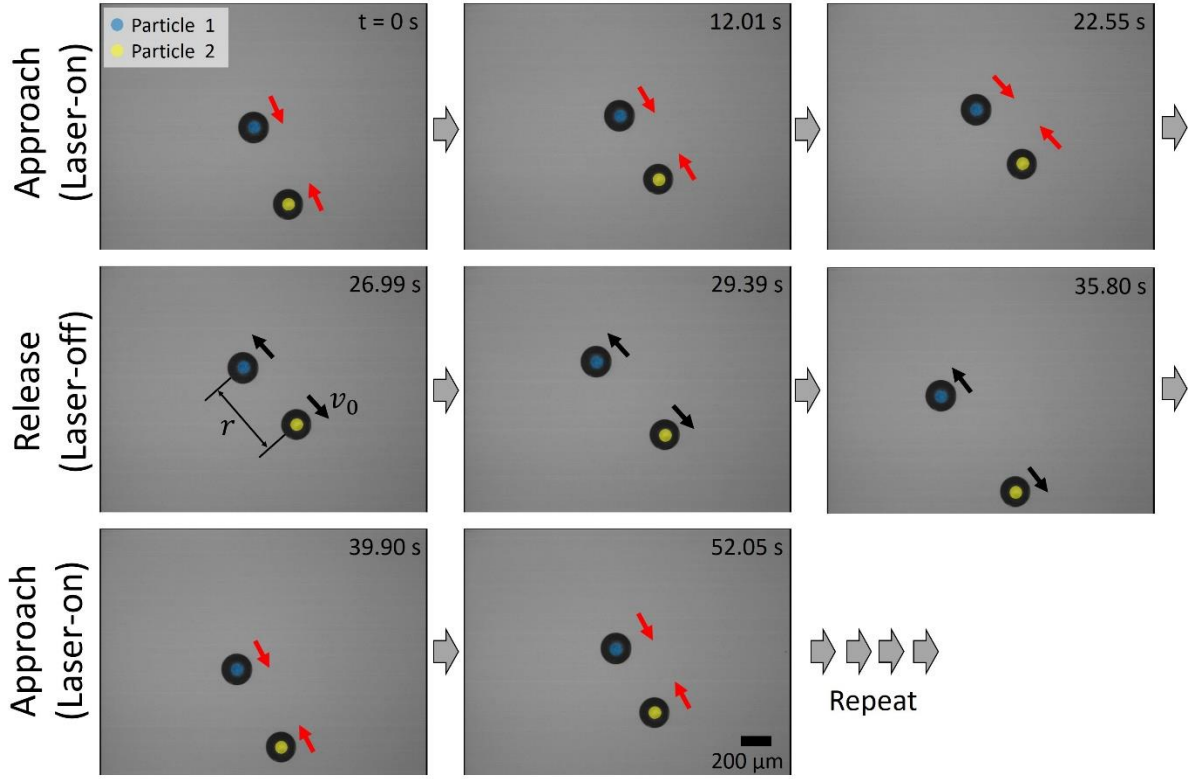 Approach
(Laser-on)
Particle 1
Particle 2
t = 0 s
12.01 s
22.55 s
Release
(Laser-off)
26.99 s
r
v₀
29.39 s
35.80 s
Approach
(Laser-on)
39.90 s
52.05 s
200 μm
Repeat